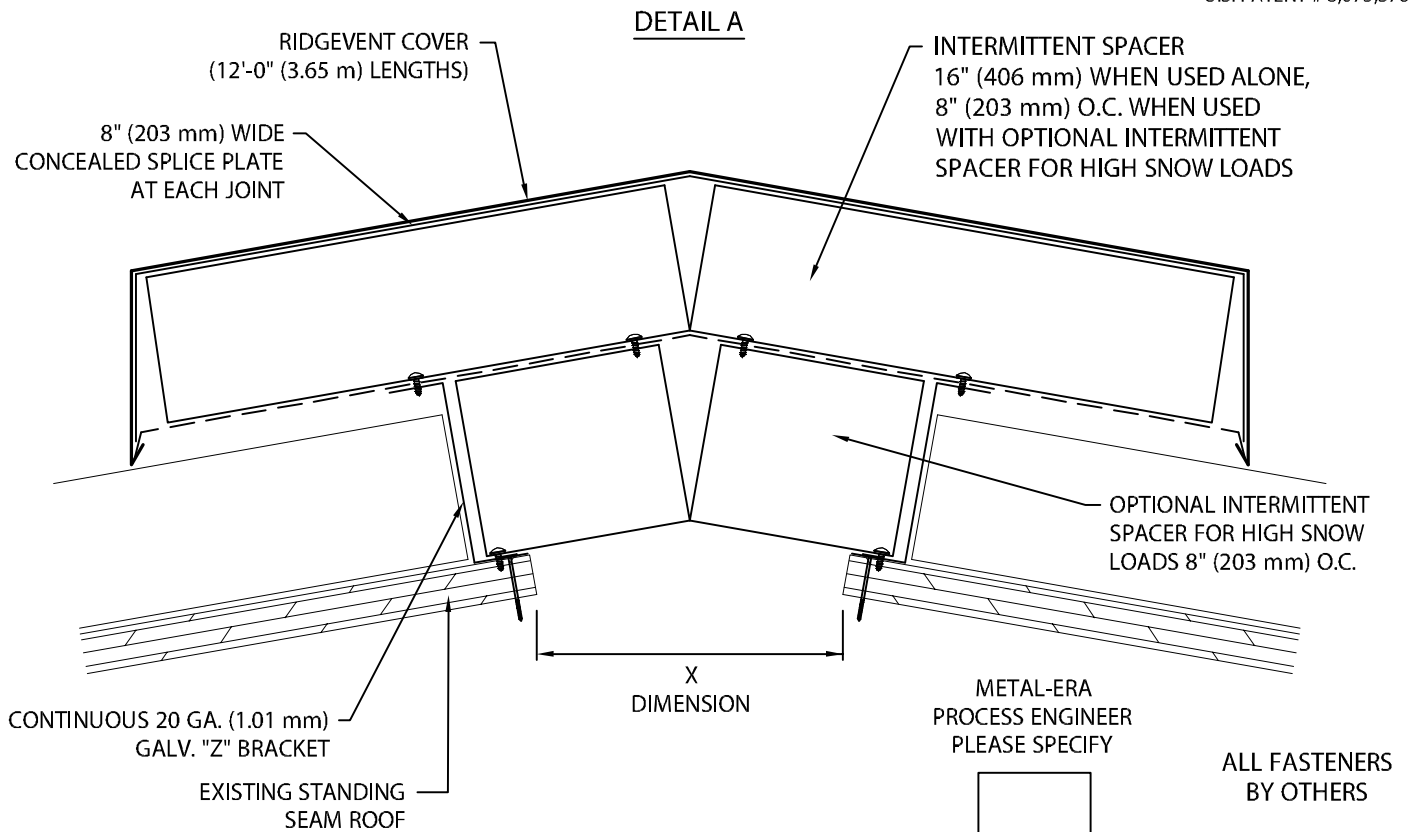 DETAIL A
RIDGEVENT COVER
(12'-0" (3.65 m) LENGTHS)
8" (203 mm) WIDE
CONCEALED SPLICE PLATE
AT EACH JOINT
INTERMITTENT SPACER
16" (406 mm) WHEN USED ALONE,
8" (203 mm) O.C. WHEN USED
WITH OPTIONAL INTERMITTENT
SPACER FOR HIGH SNOW LOADS
OPTIONAL INTERMITTENT
SPACER FOR HIGH SNOW
LOADS 8" (203 mm) O.C.
X
DIMENSION
CONTINUOUS 20 GA. (1.01 mm)
GALV. "Z" BRACKET
EXISTING STANDING
SEAM ROOF
METAL-ERA
PROCESS ENGINEER
PLEASE SPECIFY
ALL FASTENERS
BY OTHERS